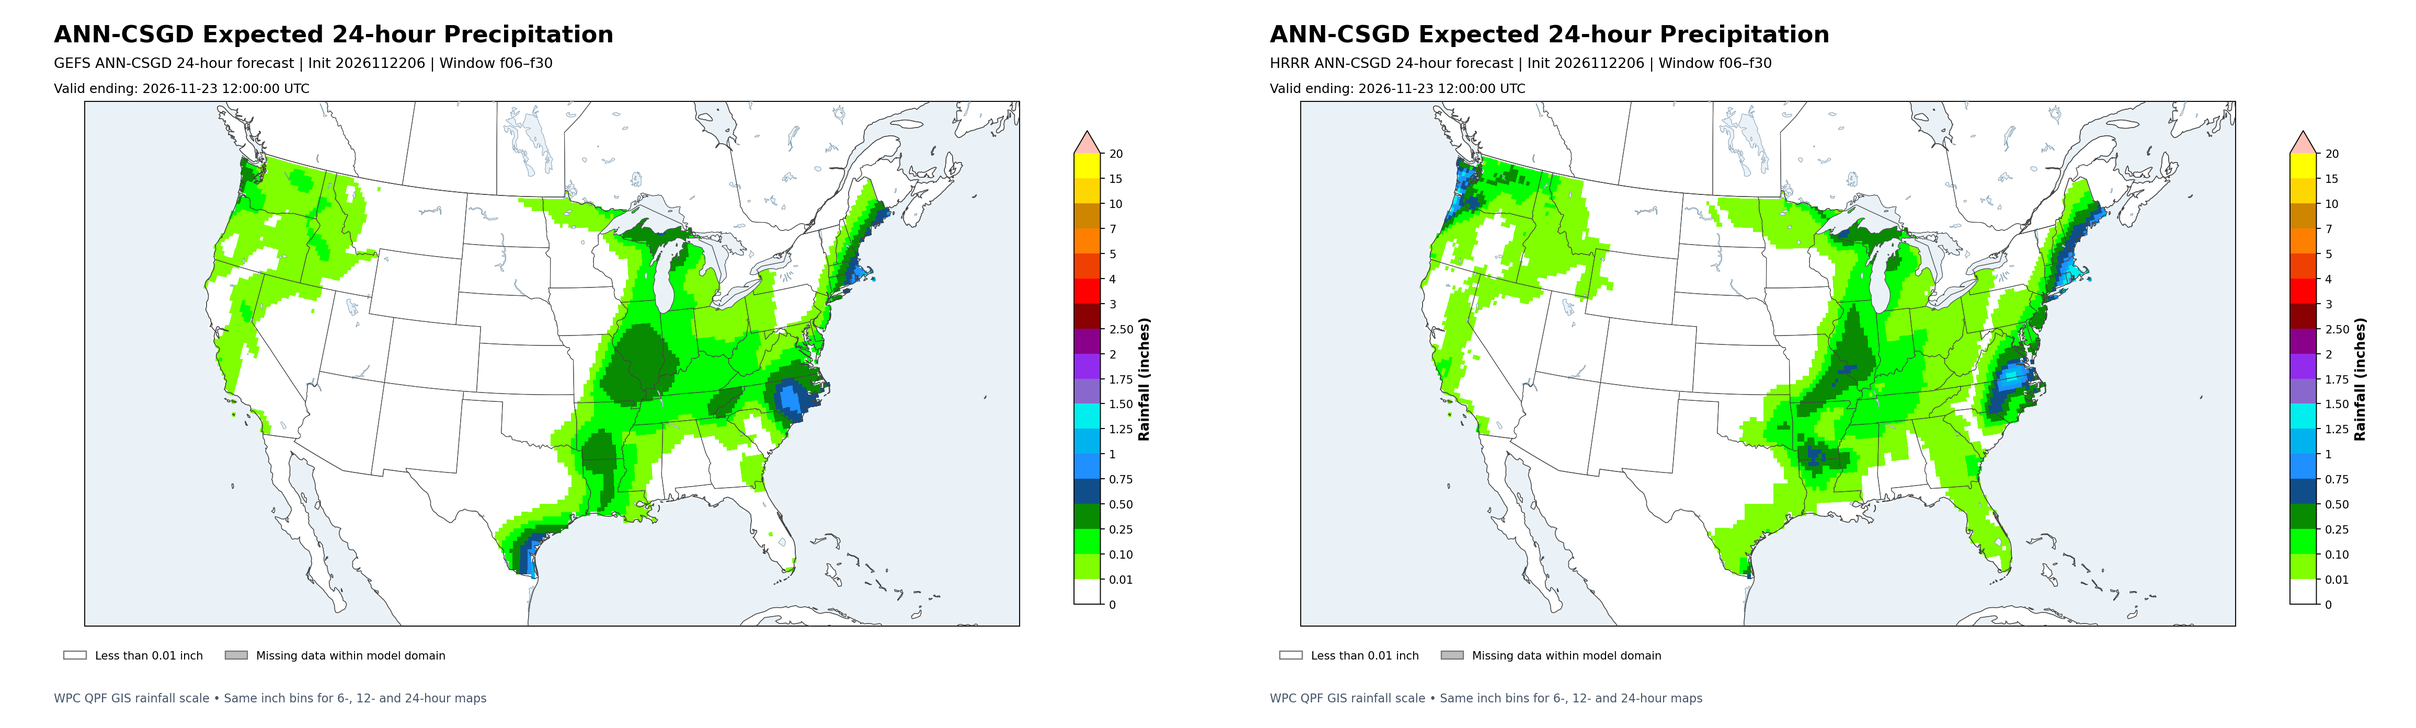 ANN-CSGD Expected 24-hour Precipitation
GEFS ANN-CSGD 24-hour forecast | Init 2026112206 | Window f06–f30
Valid ending: 2026-11-23 12:00:00 UTC
20
15
10
7
5
4
3
2.50
2
1.75
1.50
1.25
1
0.75
0.50
0.25
0.10
0.01
0
Rainfall (inches)
Less than 0.01 inch
Missing data within model domain
WPC QPF GIS rainfall scale • Same inch bins for 6-, 12- and 24-hour maps
ANN-CSGD Expected 24-hour Precipitation
HRRR ANN-CSGD 24-hour forecast | Init 2026112206 | Window f06–f30
Valid ending: 2026-11-23 12:00:00 UTC
20
15
10
7
5
4
3
2.50
2
1.75
1.50
1.25
1
0.75
0.50
0.25
0.10
0.01
0
Rainfall (inches)
Less than 0.01 inch
Missing data within model domain
WPC QPF GIS rainfall scale • Same inch bins for 6-, 12- and 24-hour maps